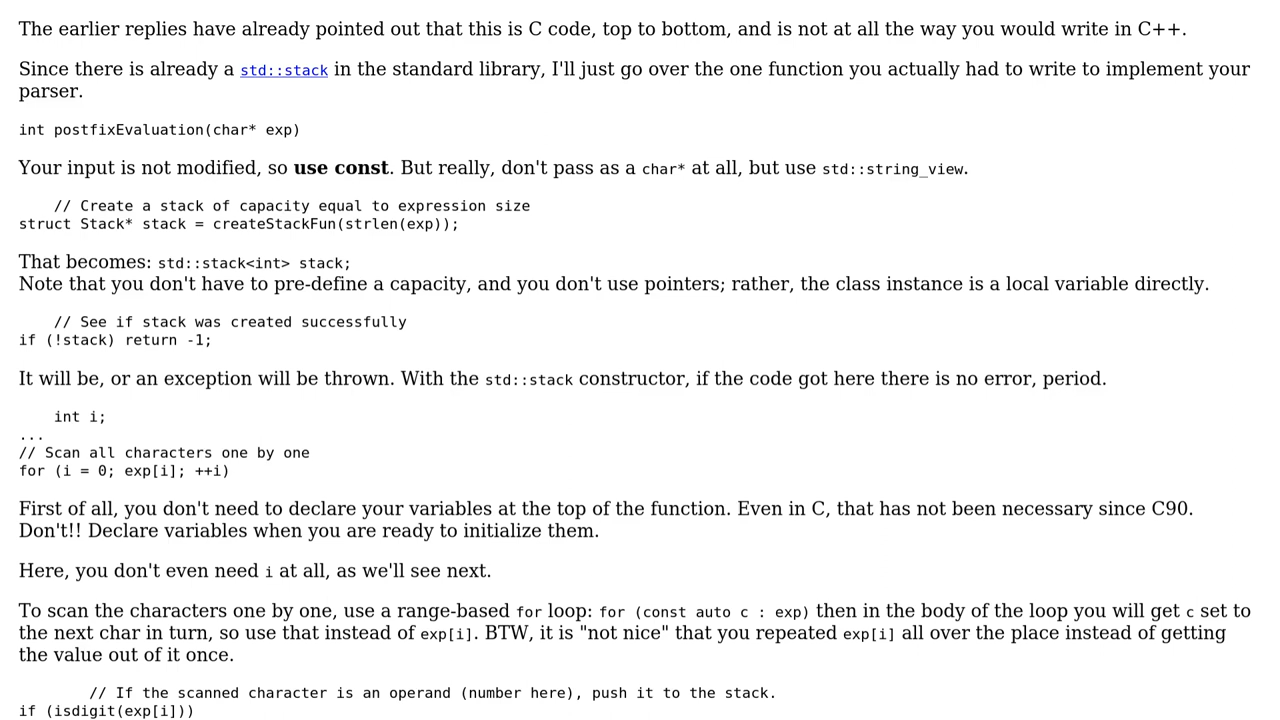 The earlier replies have already pointed out that this is C code, top to bottom, and is not at all the way you would write in C++.
Since there is already a std::stack in the standard library, I'll just go over the one function you actually had to write to implement your
parser.
int postfixEvaluation(char* exp)
Your input is not modified, so use const. But really, don't pass as a char* at all, but use std::string_view.
    // Create a stack of capacity equal to expression size
struct Stack* stack = createStackFun(strlen(exp));
That becomes: std::stack<int> stack;
Note that you don't have to pre-define a capacity, and you don't use pointers; rather, the class instance is a local variable directly.
    // See if stack was created successfully
if (!stack) return -1;
It will be, or an exception will be thrown. With the std::stack constructor, if the code got here there is no error, period.
    int i;
...
// Scan all characters one by one
for (i = 0; exp[i]; ++i)
First of all, you don't need to declare your variables at the top of the function. Even in C, that has not been necessary since C90.
Don't!! Declare variables when you are ready to initialize them.
Here, you don't even need i at all, as we'll see next.
To scan the characters one by one, use a range-based for loop: for (const auto c : exp) then in the body of the loop you will get c set to
the next char in turn, so use that instead of exp[i]. BTW, it is "not nice" that you repeated exp[i] all over the place instead of getting
the value out of it once.
        // If the scanned character is an operand (number here), push it to the stack.
if (isdigit(exp[i]))